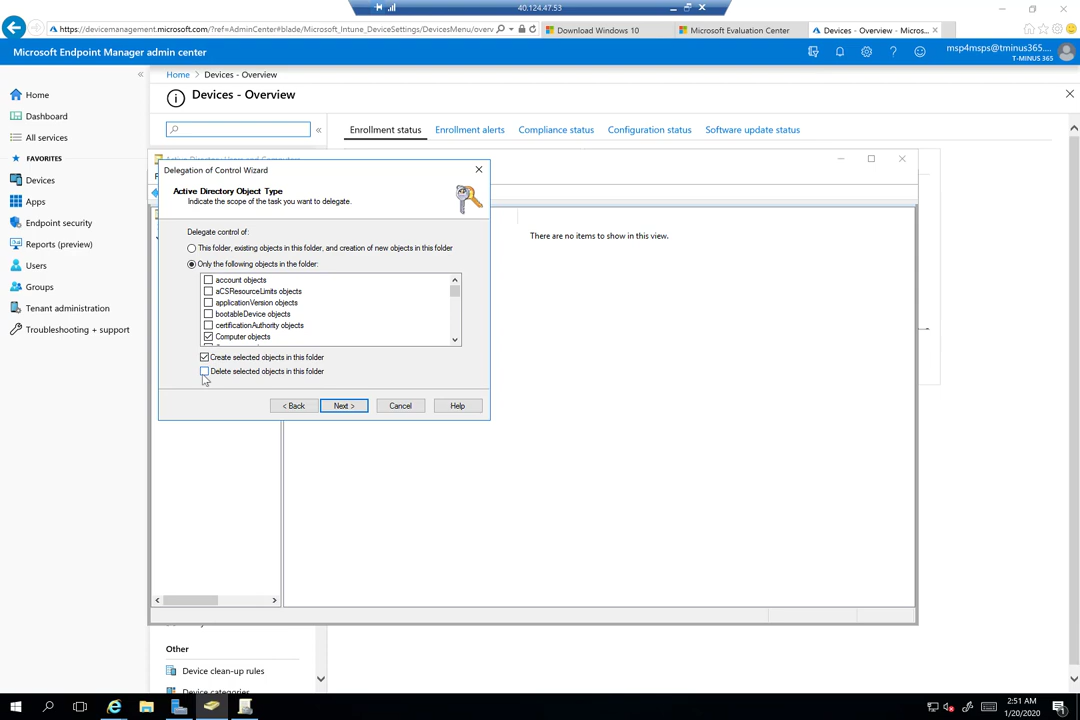 40.124.47.53
https://devicemanagement.microsoft.com/?ref=AdminCenter#blade/Microsoft_Intune_DeviceSettings/DevicesMenu/overv
Download Windows 10
Microsoft Evaluation Center
Devices - Overview - Micros...
Microsoft Endpoint Manager admin center
msp4msps@tminus365....
T-MINUS 365
Home > Devices - Overview
Devices - Overview
Home
Dashboard
All services
FAVORITES
Devices
Apps
Endpoint security
Reports (preview)
Users
Groups
Tenant administration
Troubleshooting + support
Enrollment status
Enrollment alerts
Compliance status
Configuration status
Software update status
Active Directory Users and Computers
Delegation of Control Wizard
Active Directory Object Type
Indicate the scope of the task you want to delegate.
Delegate control of:
This folder, existing objects in this folder, and creation of new objects in this folder
Only the following objects in the folder:
account objects
aCSResourceLimits objects
applicationVersion objects
bootableDevice objects
certificationAuthority objects
Computer objects
Create selected objects in this folder
Delete selected objects in this folder
< Back
Next >
Cancel
Help
There are no items to show in this view.
Other
Device clean-up rules
Device categories
2:51 AM
1/20/2020